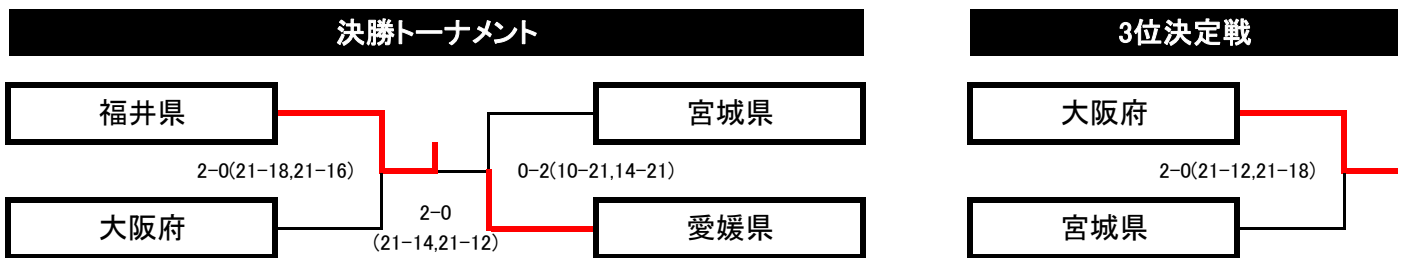 決勝トーナメント
3位決定戦
福井県
宮城県
大阪府
2-0(21-18,21-16)
0-2(10-21,14-21)
2-0(21-12,21-18)
大阪府
2-0
(21-14,21-12)
愛媛県
宮城県